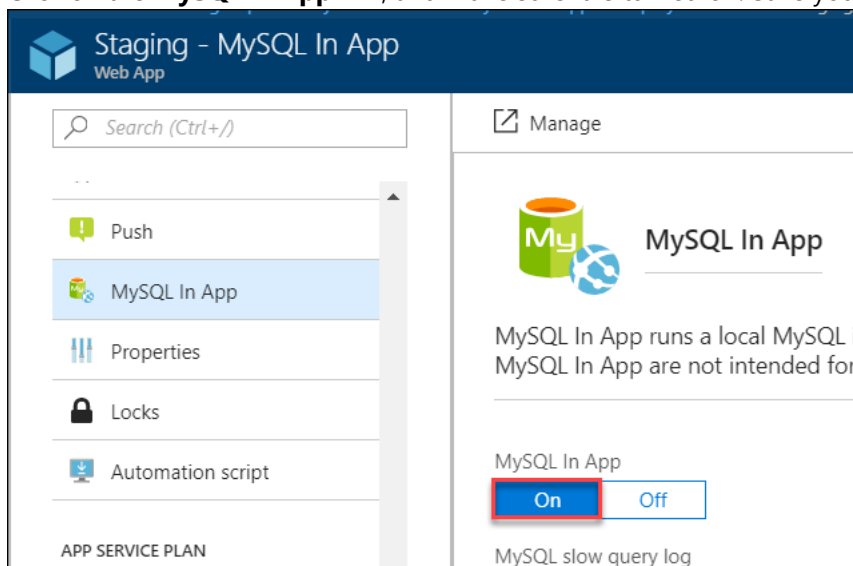 Staging - MySQL In App
Web App
Search (Ctrl+/)
Manage
Push
MySQL In App
Properties
Locks
Automation script
APP SERVICE PLAN
My
MySQL In App
MySQL In App runs a local MySQL
MySQL In App are not intended for
MySQL In App
On Off
MySQL slow query log